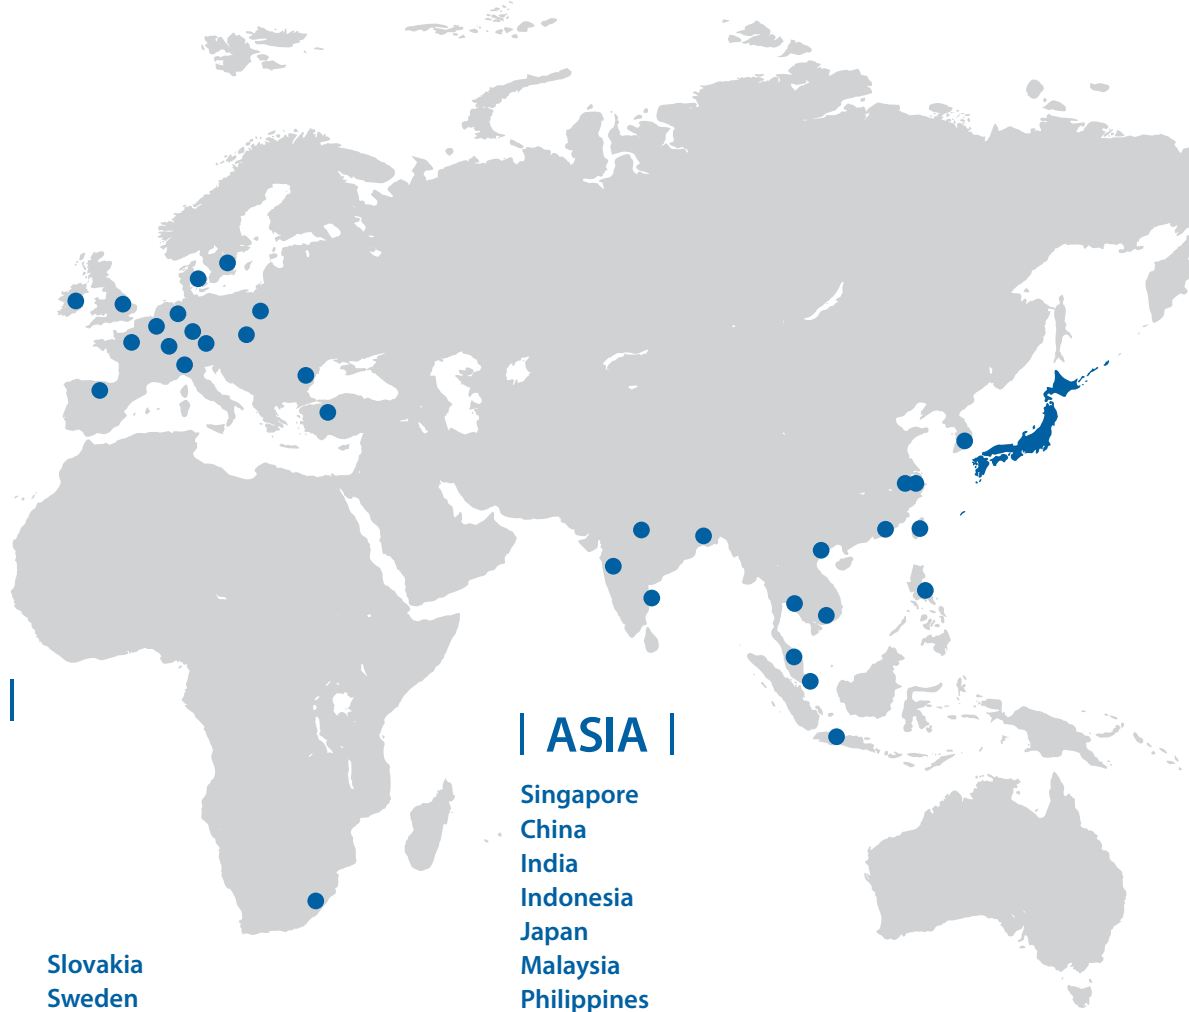 Slovakia
Sweden
| ASIA |
Singapore
China
India
Indonesia
Japan
Malaysia
Philippines